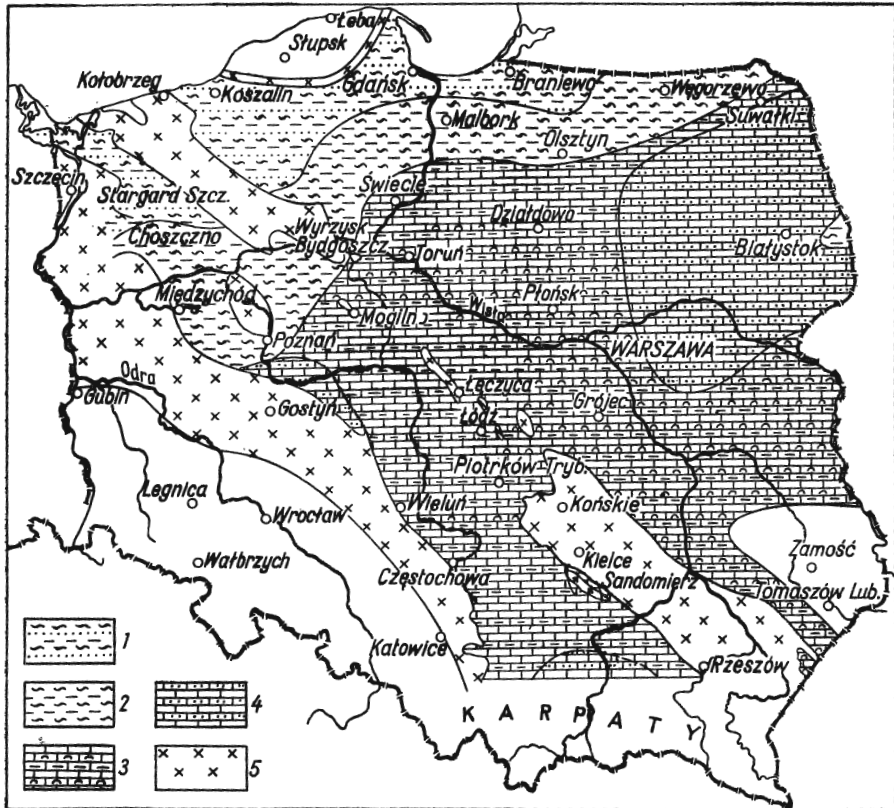 Łeba
Słupsk
Kołobrzeg
Koszalin
Gdańsk
Braniewo
Węgorzewo
Suwałki
Malbork
Olsztyn
Szczecin
Stargard Szcz.
Świecie
Działdowo
Choszczno
Wyrzysk
Bydgoszcz
Toruń
Białystok
Międzychód
Mogilno
Płońsk
Wisła
Poznań
WARSZAWA
Odra
Łęczyca
Gubin
Gostyń
Łódź
Grójec
Piotrków Tryb.
Legnica
Wrocław
Wieluń
Końskie
Wałbrzych
Kielce
Zamość
Częstochowa
Sandomierz
Tomaszów Lub.
Katowice
Rzeszów
KARPATY
1
2
4
3
5